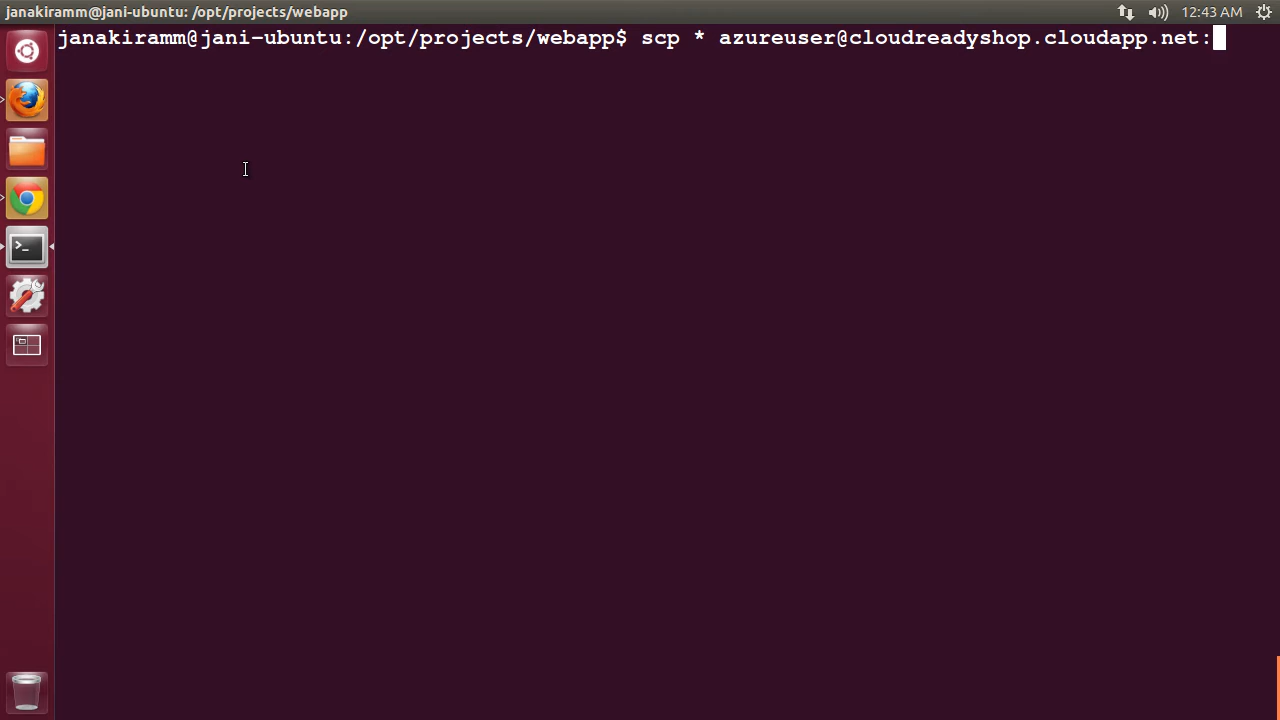 janakiramm@jani-ubuntu: /opt/projects/webapp
12:43 AM
janakiramm@jani-ubuntu:/opt/projects/webapp$ scp * azureuser@cloudreadyshop.cloudapp.net:
>_